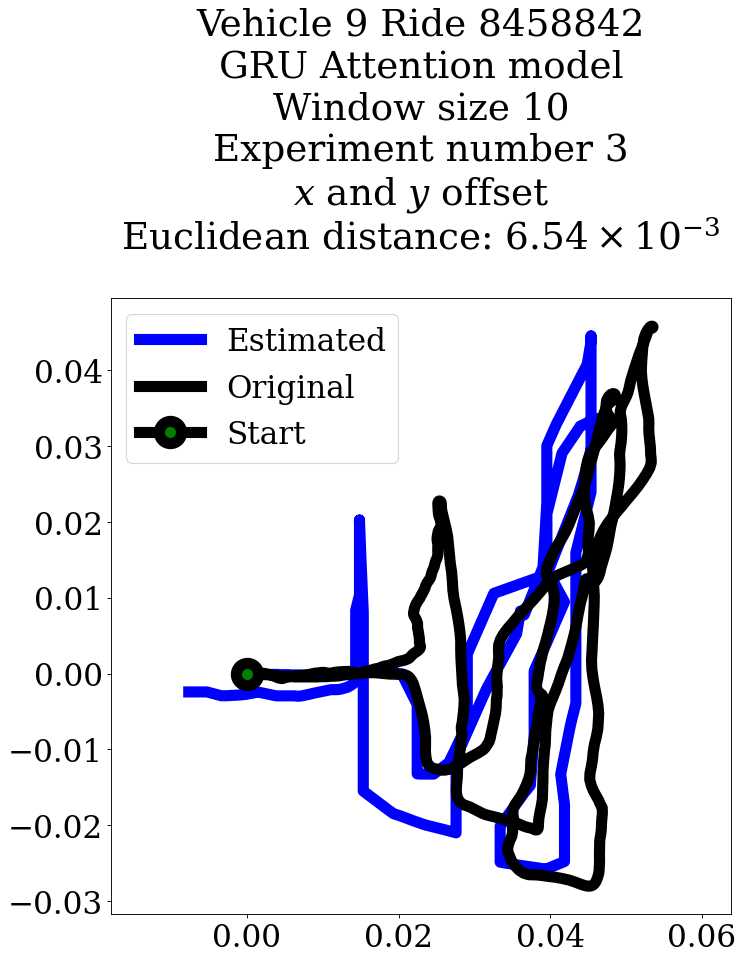 Vehicle 9 Ride 8458842
GRU Attention model
Window size 10
Experiment number 3
x and y offset
Euclidean distance: 6.54 × 10⁻³
Estimated
Original
Start
0.04
0.03
0.02
0.01
0.00
−0.01
−0.02
−0.03
0.00 0.02 0.04 0.06